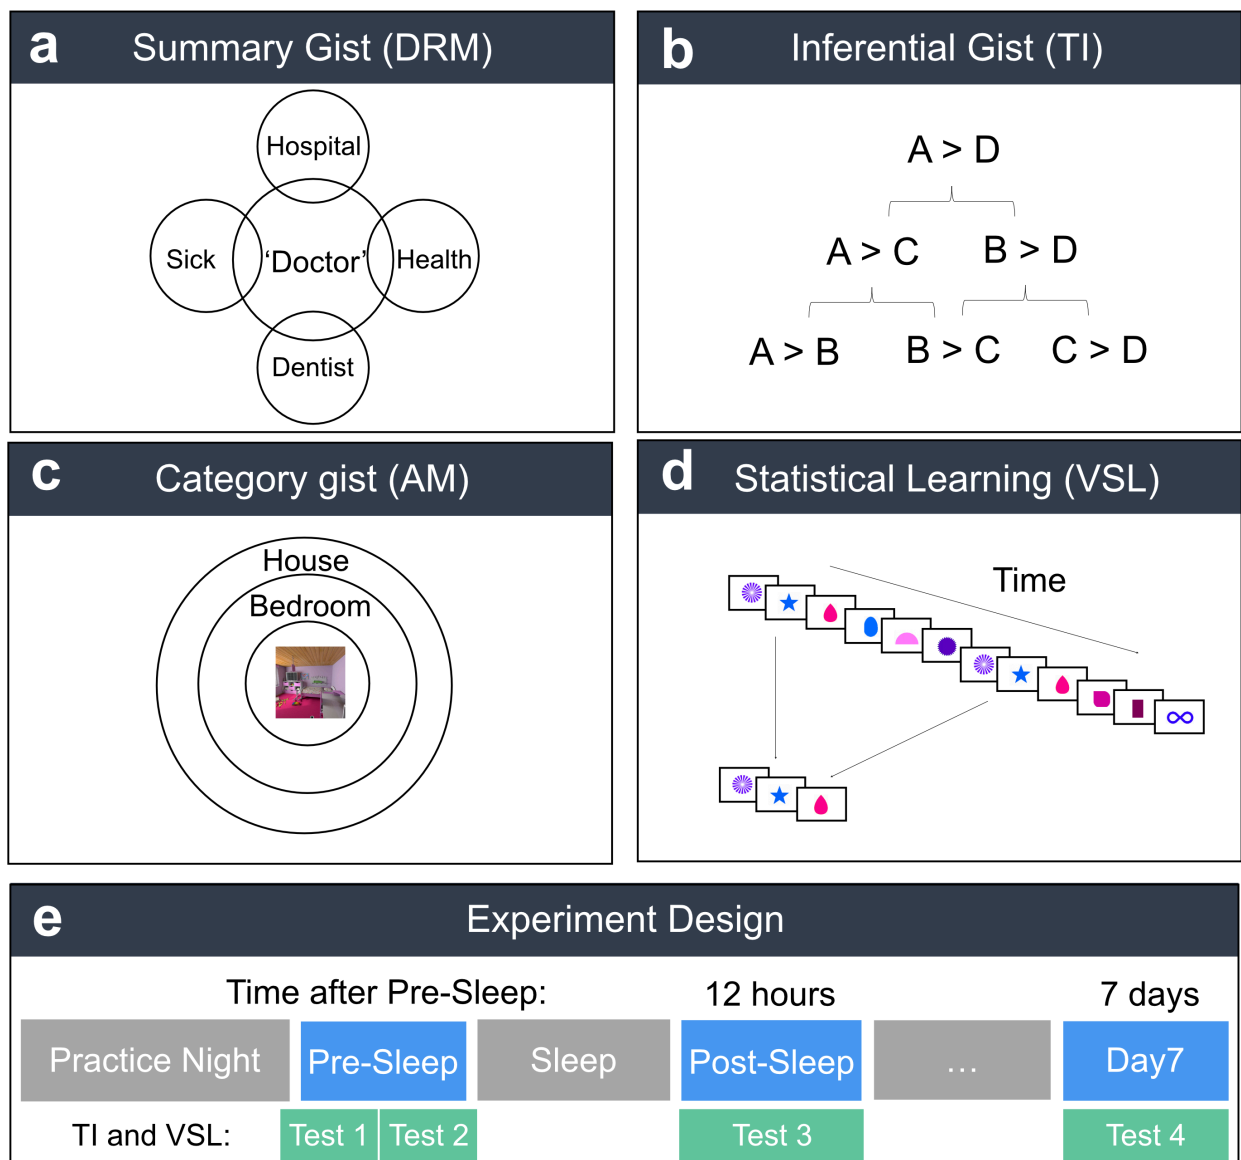 a Summary Gist (DRM)
Hospital
Sick 'Doctor' Health
Dentist
b Inferential Gist (TI)
A > D
A > C B > D
A > B B > C C > D
c Category gist (AM)
House
Bedroom
d Statistical Learning (VSL)
Time
e Experiment Design
Time after Pre-Sleep: 12 hours 7 days
Practice Night Pre-Sleep Sleep Post-Sleep … Day7
TI and VSL: Test 1 Test 2 Test 3 Test 4